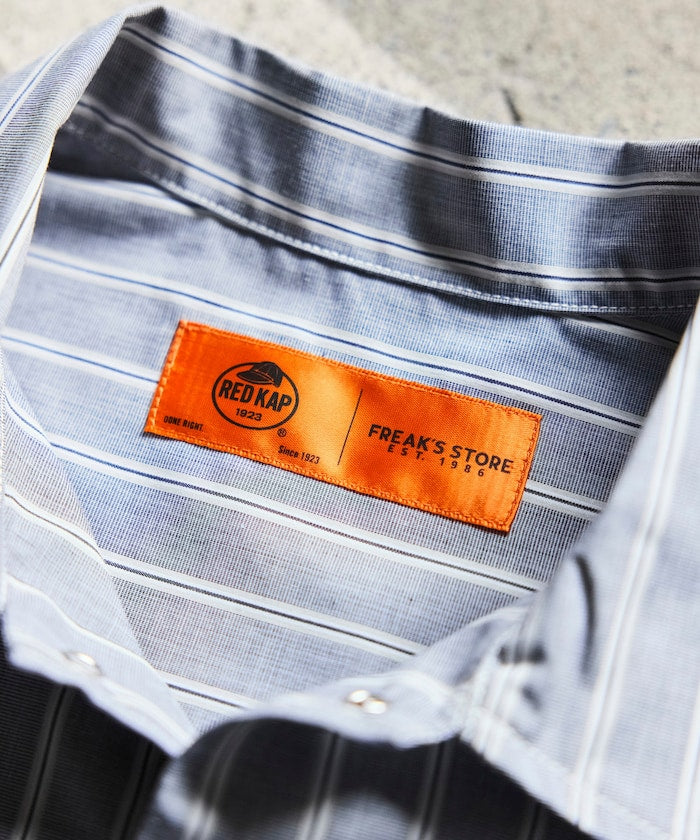 RED KAP
1923
®
DONE RIGHT.
Since 1923
FREAK'S STORE
EST. 1986